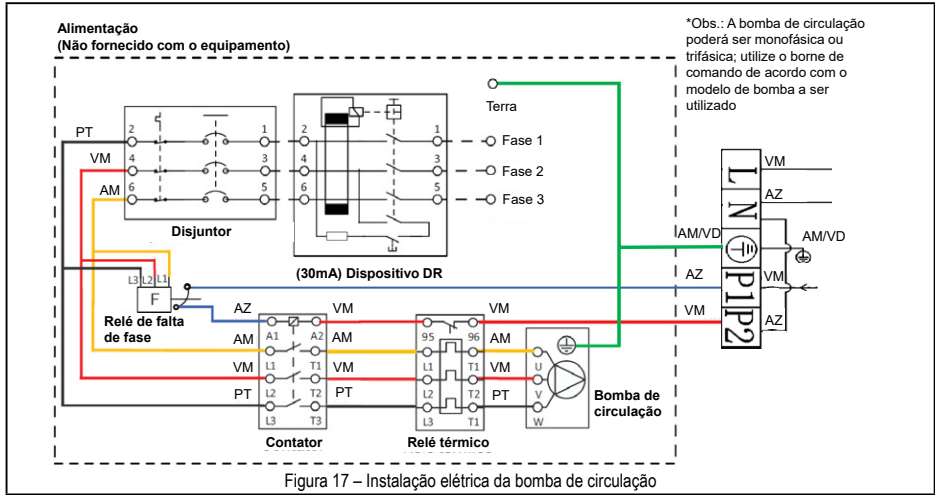 Alimentação
(Não fornecido com o equipamento)
*Obs.: A bomba de circulação
poderá ser monofásica ou
trifásica; utilize o borne de
comando de acordo com o
modelo de bomba a ser
utilizado
Terra
PT
VM
AM
2
4
6
1
3
5
Disjuntor
2
4
6
1
3
5
(30mA) Dispositivo DR
Fase 1
Fase 2
Fase 3
L
N
P1
P2
VM
AZ
AM/VD
AM/VD
AZ
VM
VM
AZ
L3
L2
L1
F
Relé de falta
de fase
AZ
VM
VM
A1
A2
95
96
AM
AM
AM
L1
T1
L1
T1
U
VM
VM
VM
L2
T2
L2
T2
V
PT
PT
PT
L3
T3
L3
T1
W
Contator
Relé térmico
Bomba de
circulação
Figura 17 – Instalação elétrica da bomba de circulação